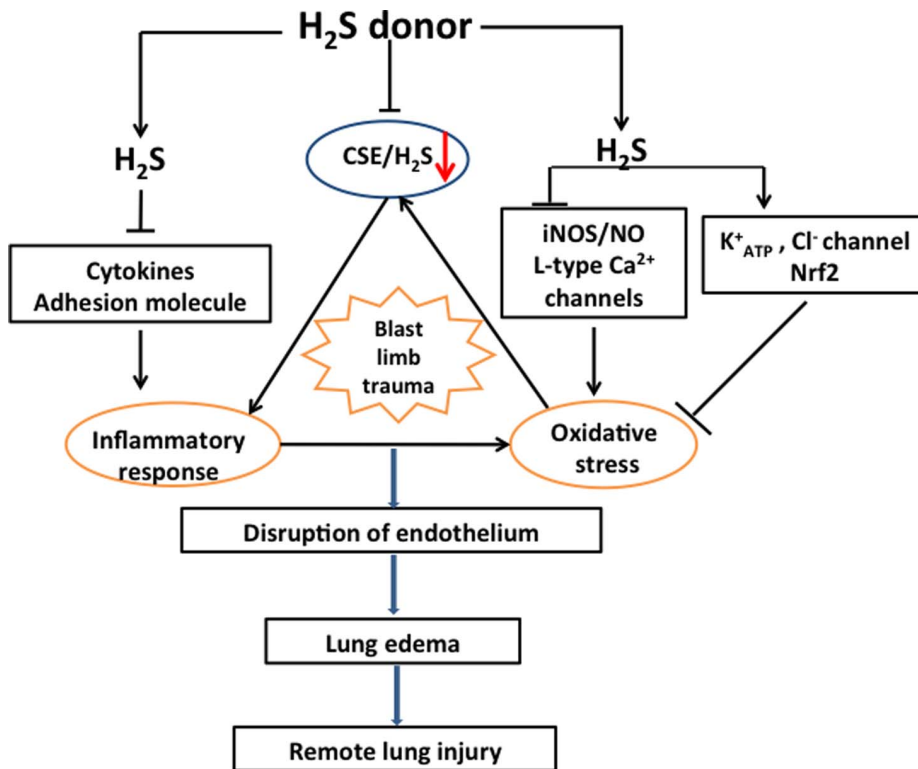 H₂S donor
H₂S
CSE/H₂S
H₂S
Cytokines
Adhesion molecule
iNOS/NO
L-type Ca²⁺
channels
K⁺ATP , Cl⁻ channel
Nrf2
Blast
limb
trauma
Inflammatory
response
Oxidative
stress
Disruption of endothelium
Lung edema
Remote lung injury